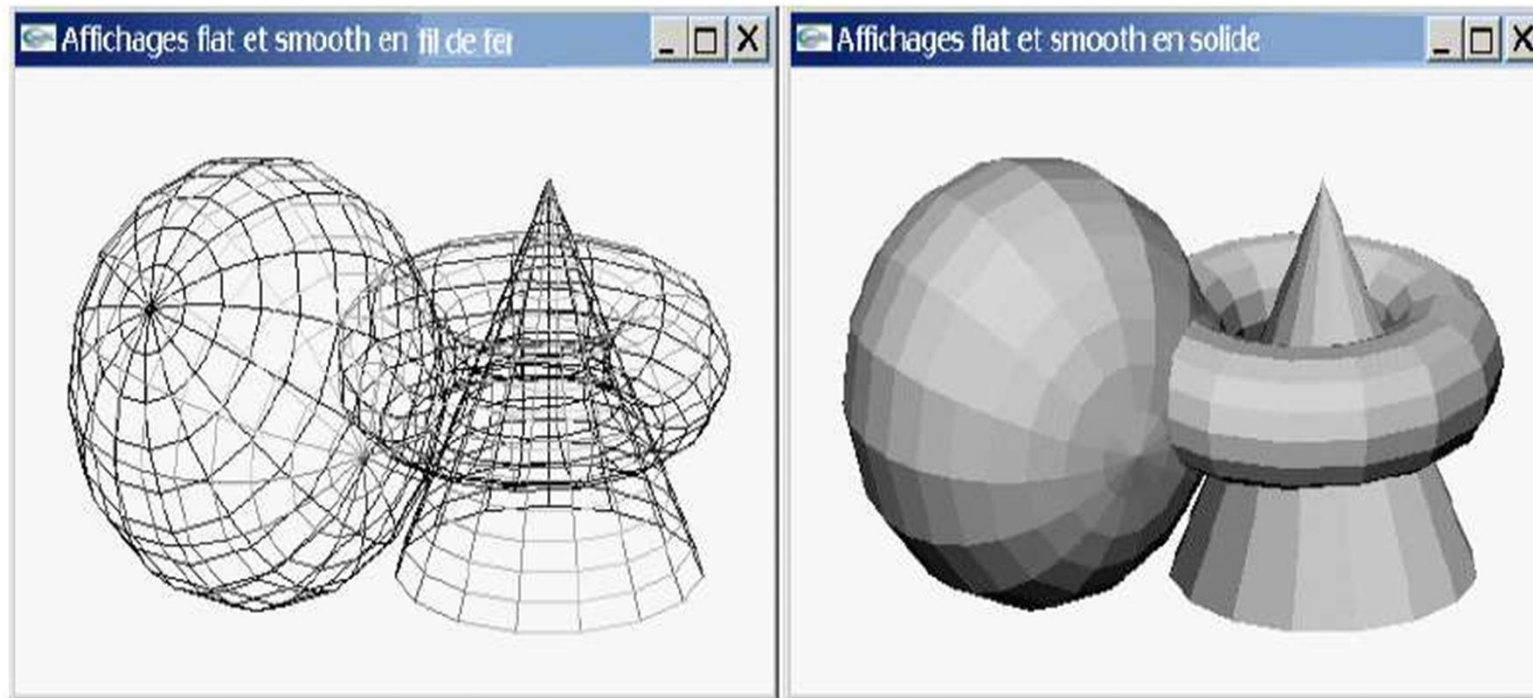 Affichages flat et smooth en fil de fer
Affichages flat et smooth en solide